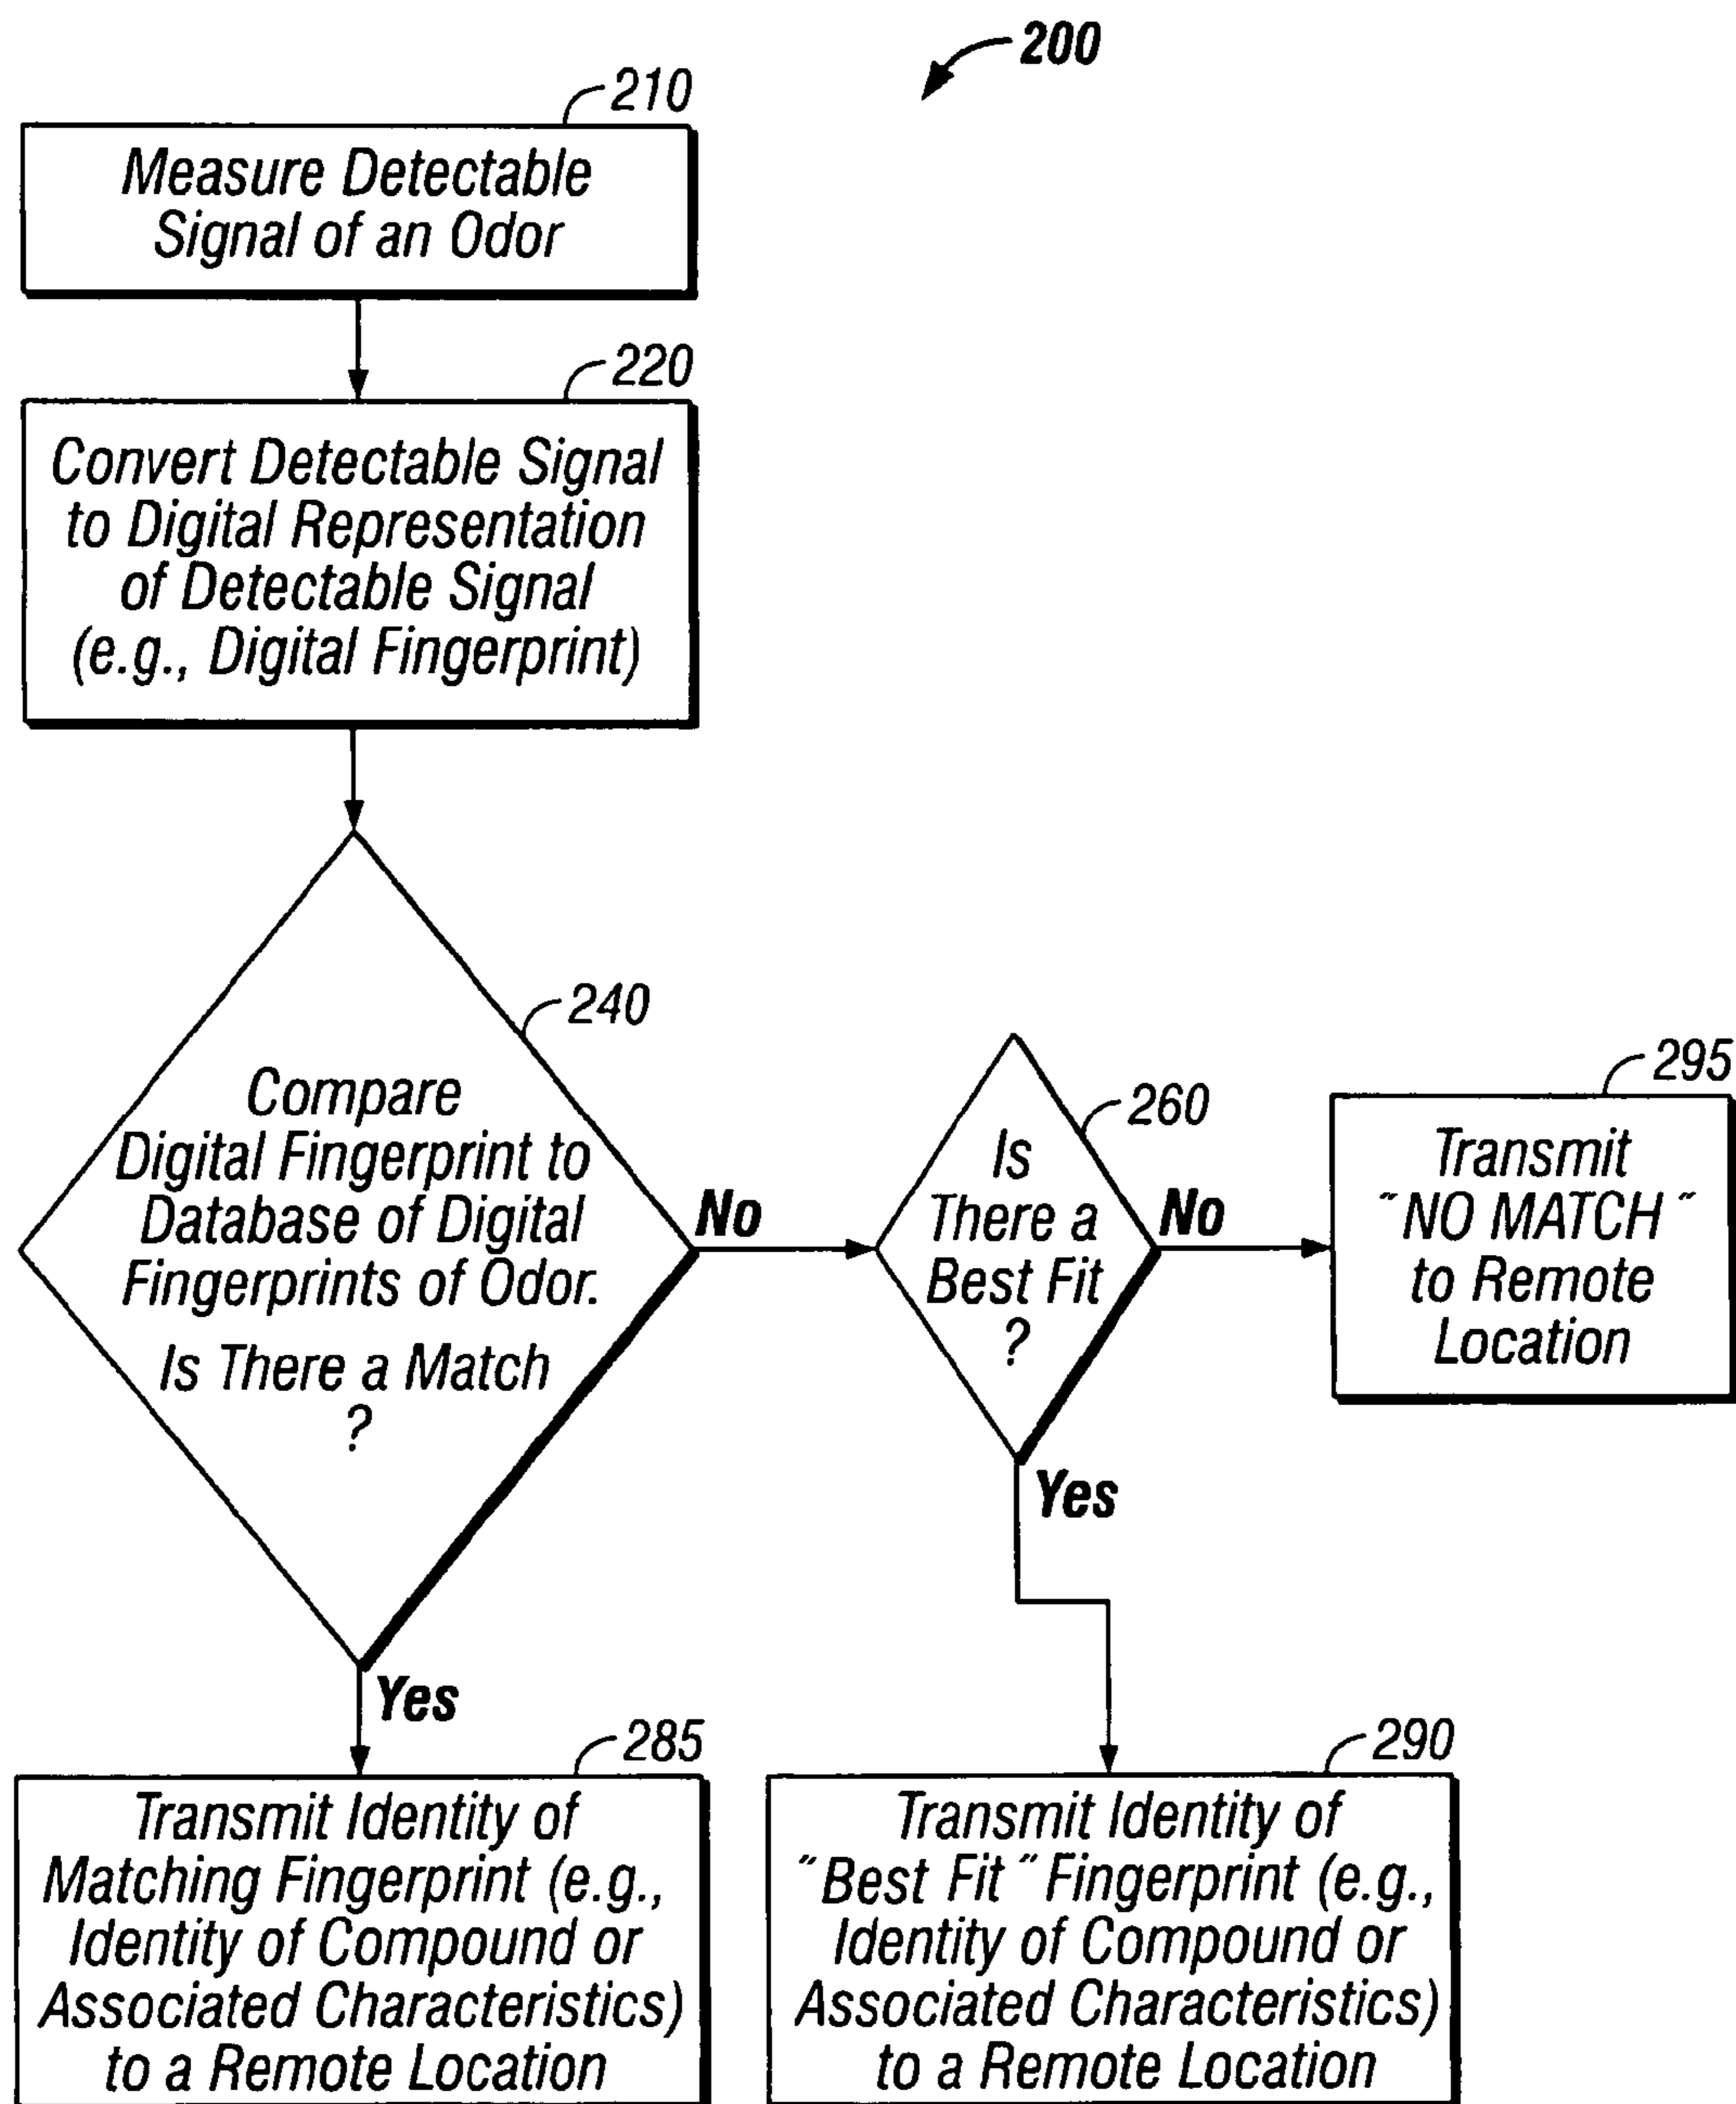 200
210
Measure Detectable
Signal of an Odor
220
Convert Detectable Signal
to Digital Representation
of Detectable Signal
(e.g., Digital Fingerprint)
240
Compare
Digital Fingerprint to
Database of Digital
Fingerprints of Odor.
Is There a Match
?
No
260
Is
There a
Best Fit
?
No
295
Transmit
"NO MATCH"
to Remote
Location
Yes
Yes
285
Transmit Identity of
Matching Fingerprint (e.g.,
Identity of Compound or
Associated Characteristics)
to a Remote Location
290
Transmit Identity of
"Best Fit" Fingerprint (e.g.,
Identity of Compound or
Associated Characteristics)
to a Remote Location